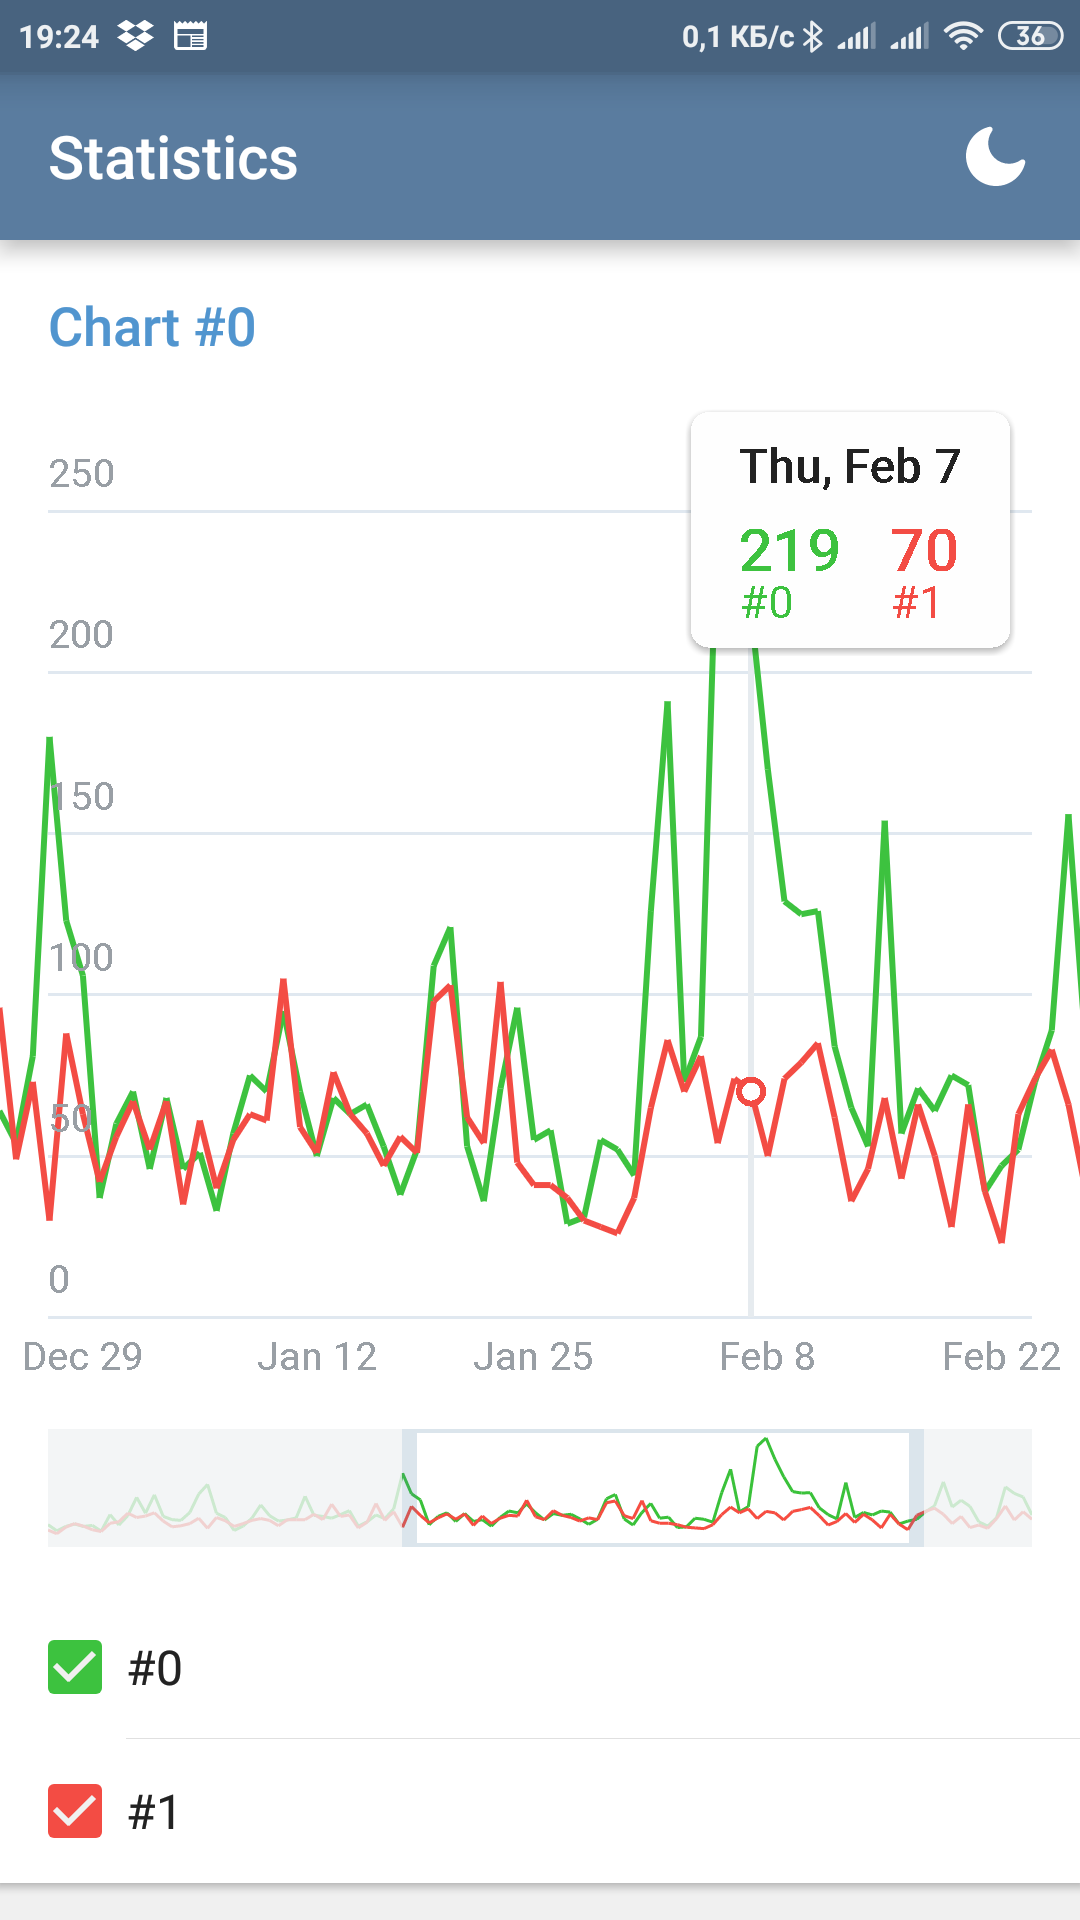 19:24 0,1 КБ/с 36
Statistics
Chart #0
Thu, Feb 7
219 70
#0 #1
250
200
150
100
50
0
Dec 29 Jan 12 Jan 25 Feb 8 Feb 22
#0
#1